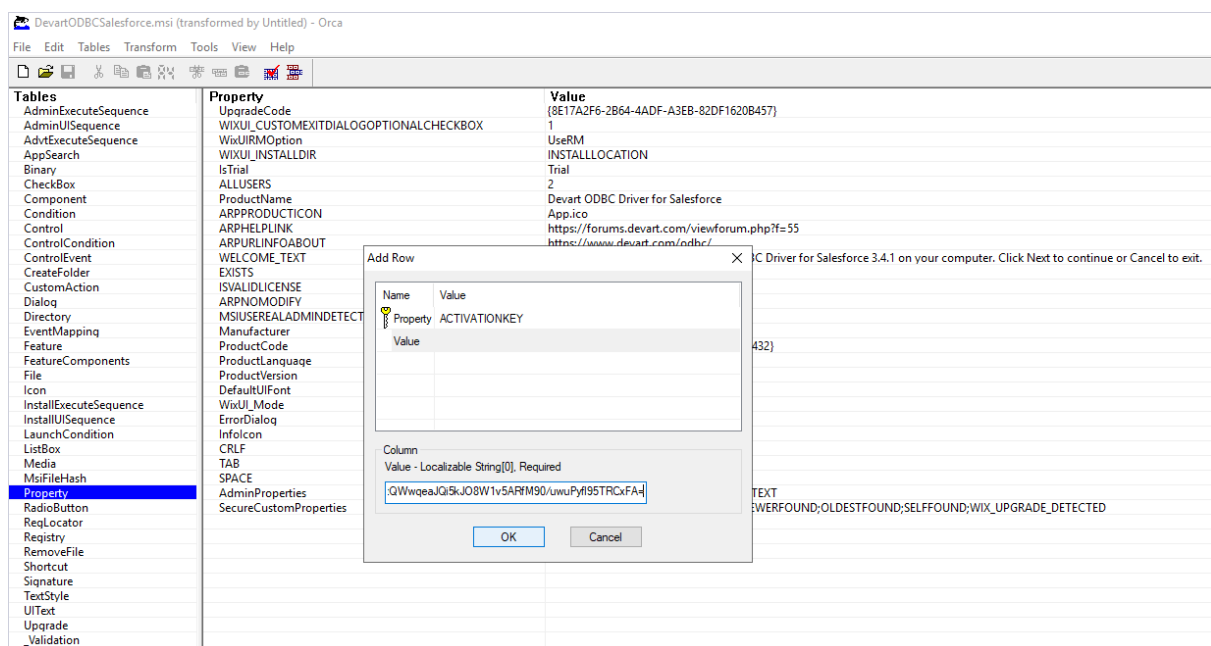 DevartODBCSalesforce.msi (transformed by Untitled) - Orca
File Edit Tables Transform Tools View Help
Tables Property Value
AdminExecuteSequence UpgradeCode {8E17A2F6-2B64-4ADF-A3EB-82DF1620B457}
AdminUISequence WIXUI_CUSTOMEXITDIALOGOPTIONALCHECKBOX 1
AdvtExecuteSequence WixUIRMOption UseRM
AppSearch WIXUI_INSTALLDIR INSTALLLOCATION
Binary IsTrial Trial
CheckBox ALLUSERS 2
Component ProductName Devart ODBC Driver for Salesforce
Condition ARPPRODUCTICON App.ico
Control ARPHELPLINK https://forums.devart.com/viewforum.php?f=55
ControlCondition ARPURLINFOABOUT https://www.devart.com/odbc/
ControlEvent WELCOME_TEXT Add Row C Driver for Salesforce 3.4.1 on your computer. Click Next to continue or Cancel to exit.
CreateFolder EXISTS
CustomAction ISVALIDLICENSE Name Value
Dialog ARPNOMODIFY
Directory MSIUSEREALADMINDETECT Property ACTIVATIONKEY
EventMapping Manufacturer
Feature ProductCode Value 432}
FeatureComponents ProductLanguage
File ProductVersion
Icon DefaultUIFont
InstallExecuteSequence WixUI_Mode
InstallUISequence ErrorDialog
LaunchCondition InfoIcon
ListBox CRLF Column
Media TAB Value - Localizable String[0], Required
MsiFileHash SPACE
Property AdminProperties :QWwqeaJQi5kJO8W1v5ARfM90/uwuPyfI95TRCxFA= TEXT
RadioButton SecureCustomProperties EWERFOUND;OLDESTFOUND;SELFFOUND;WIX_UPGRADE_DETECTED
RegLocator
Registry OK Cancel
RemoveFile
Shortcut
Signature
TextStyle
UIText
Upgrade
_Validation